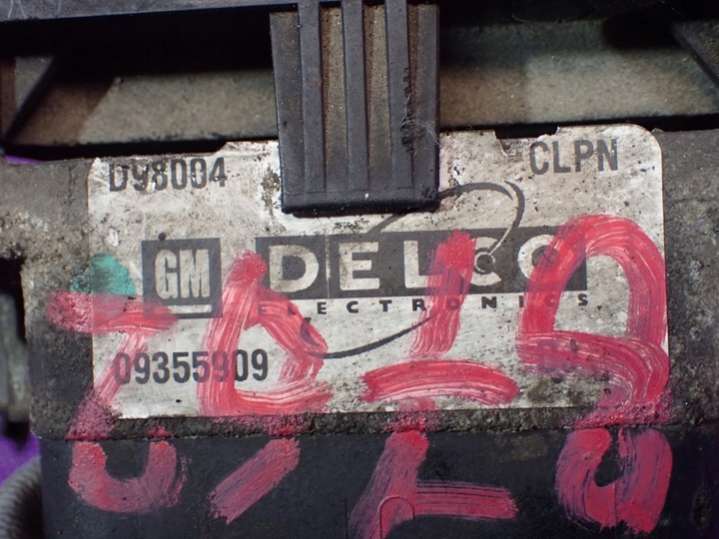 D98004 CLPN
GM DELCO
ELECTRONICS
09355909